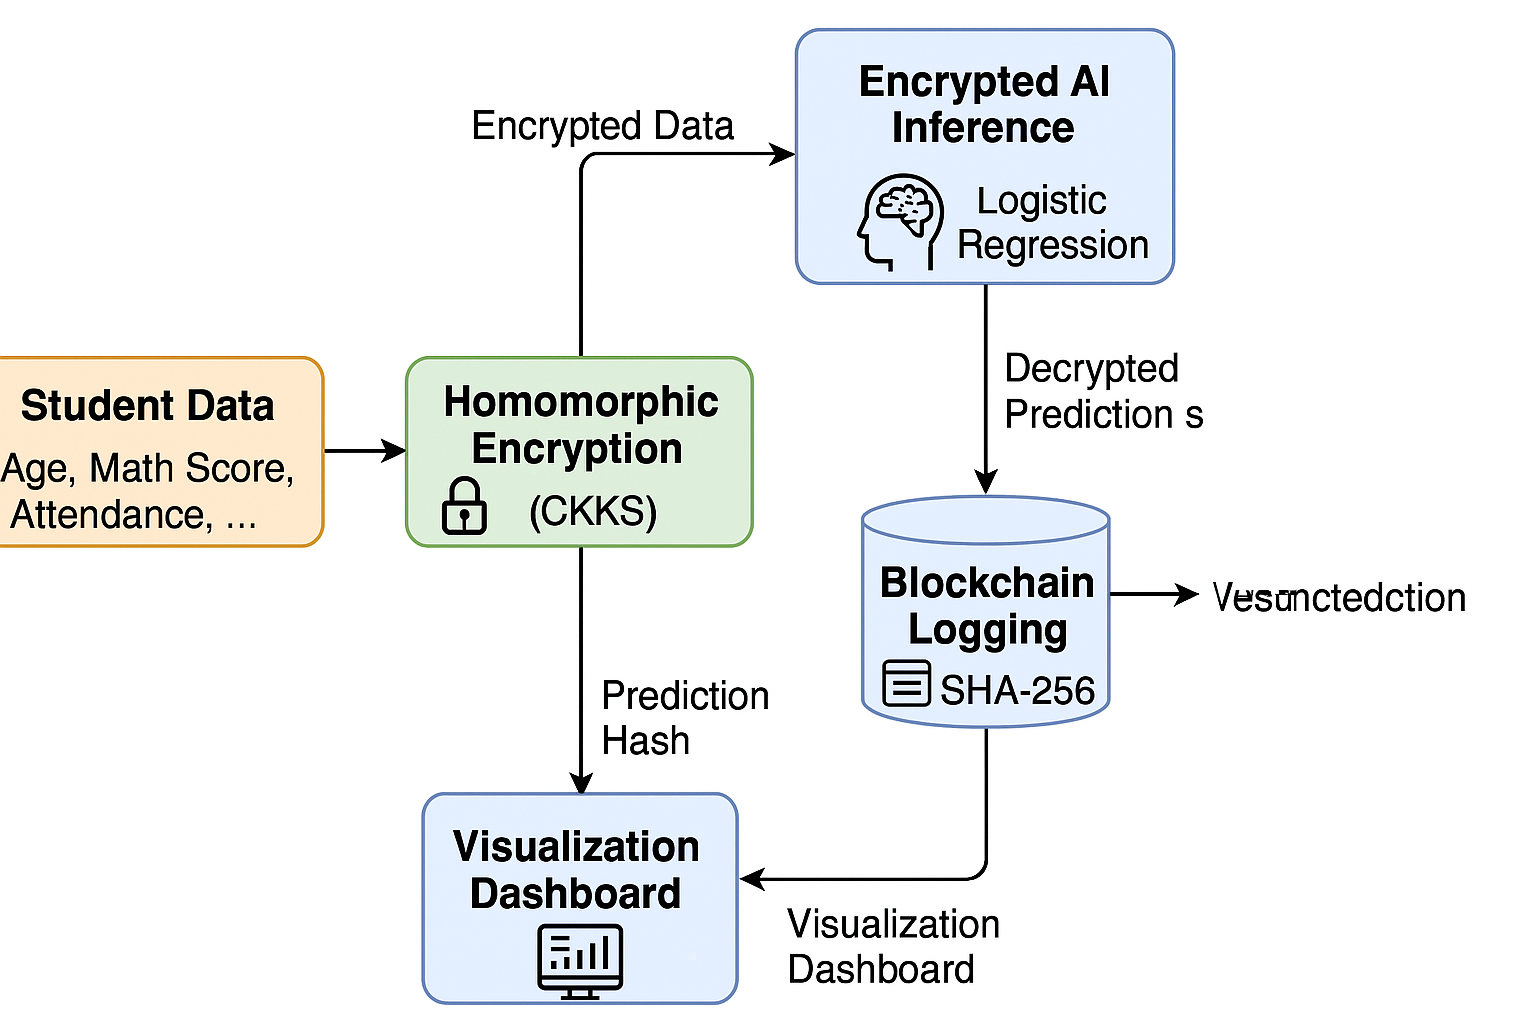 Encrypted AI
Inference
Logistic
Regression
Encrypted Data
Student Data
Age, Math Score,
Attendance, ...
Homomorphic
Encryption
(CKKS)
Decrypted
Prediction s
Blockchain
Logging
SHA-256
Prediction
Hash
Visualization
Dashboard
Visualization
Dashboard